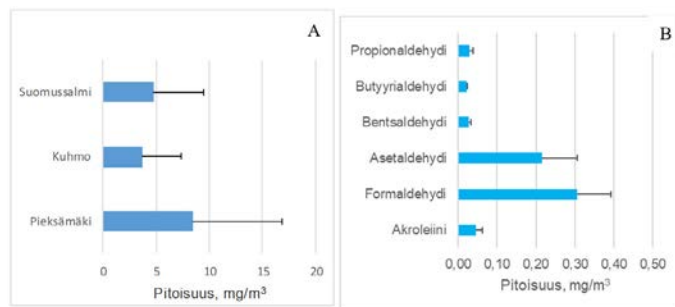 A
Suomussalmi
Kuhmo
Pieksämäki
0 5 10 15 20
Pitoisuus, mg/m³
B
Propionaldehydi
Butyyrialdehydi
Bentsaldehydi
Asetaldehydi
Formaldehydi
Akroleiini
0,00 0,10 0,20 0,30 0,40 0,50
Pitoisuus, mg/m³